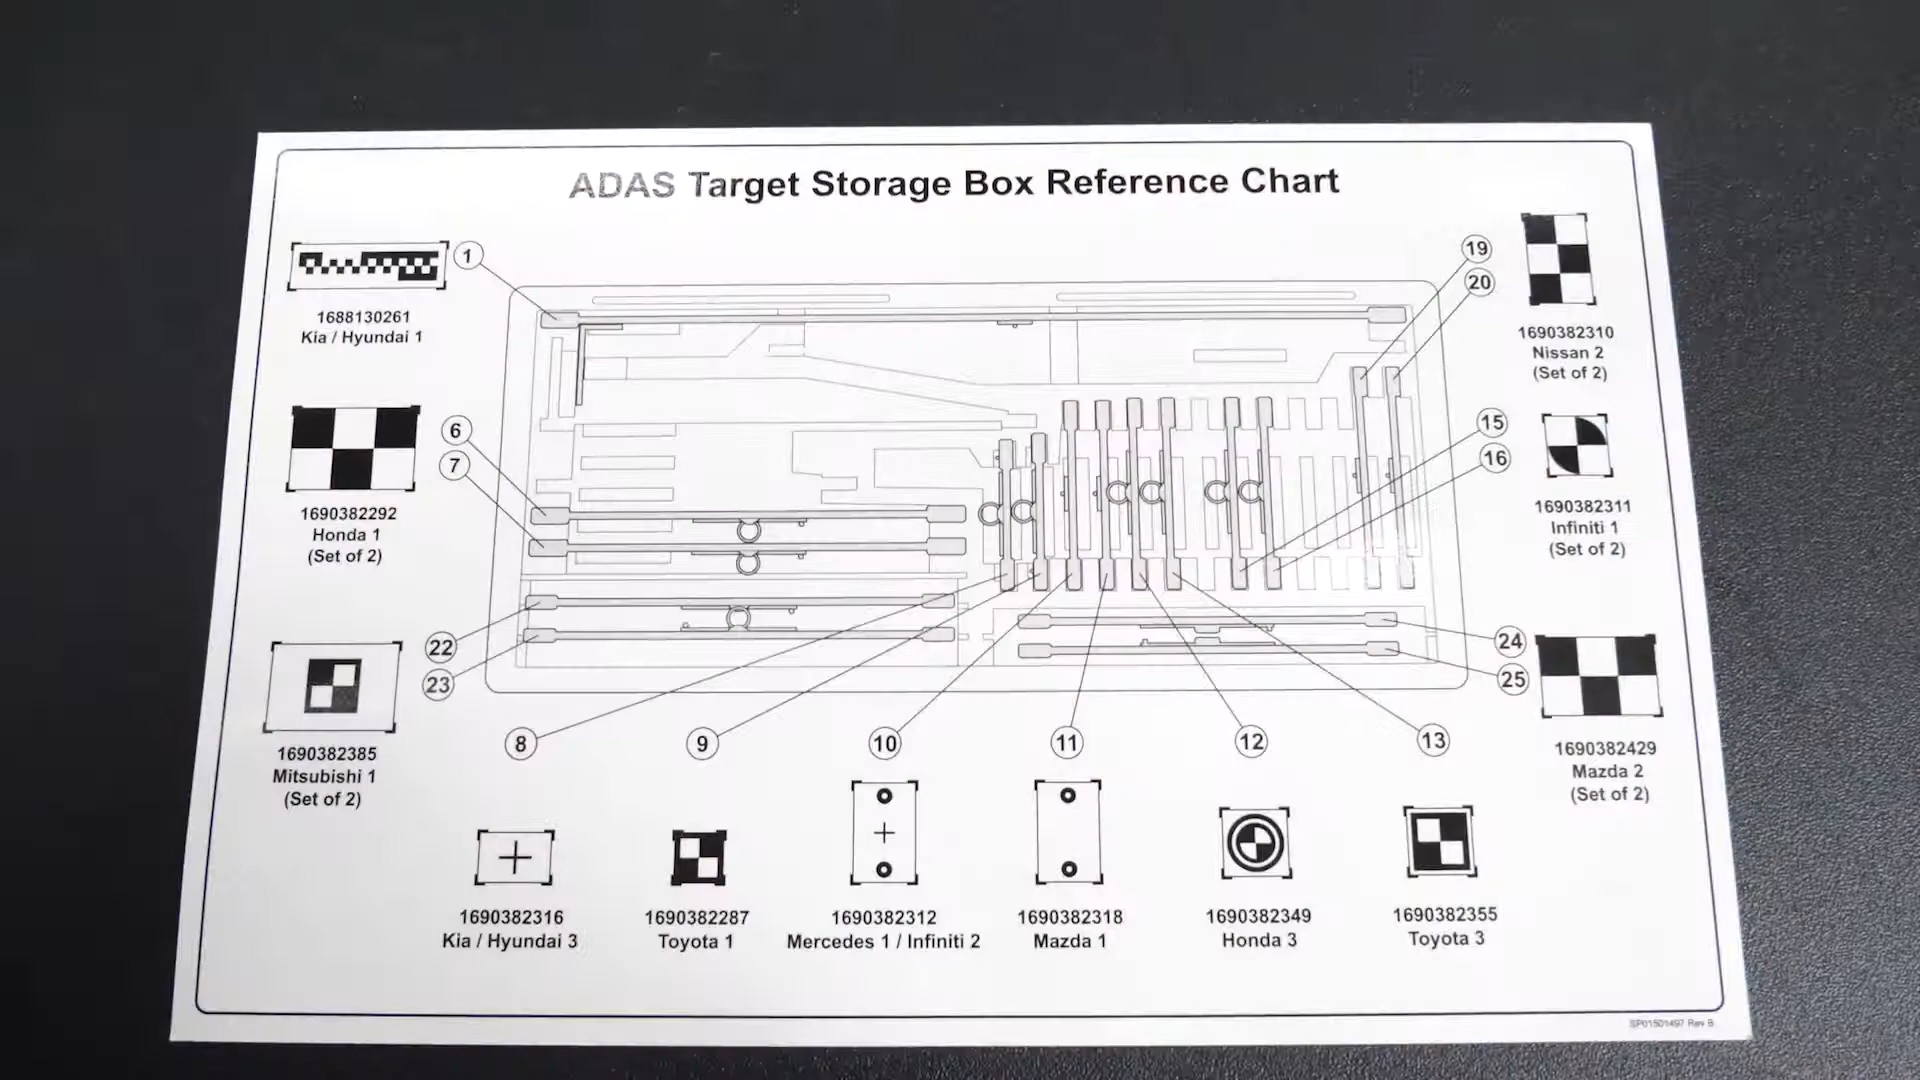 ADAS Target Storage Box Reference Chart
1
1688130261
Kia / Hyundai 1
6
7
1690382292
Honda 1
(Set of 2)
22
23
1690382385
Mitsubishi 1
(Set of 2)
19
20
1690382310
Nissan 2
(Set of 2)
15
16
1690382311
Infiniti 1
(Set of 2)
24
25
1690382429
Mazda 2
(Set of 2)
8
9
10
11
12
13
1690382316
Kia / Hyundai 3
1690382287
Toyota 1
1690382312
Mercedes 1 / Infiniti 2
1690382318
Mazda 1
1690382349
Honda 3
1690382355
Toyota 3
SP01501497 Rev B